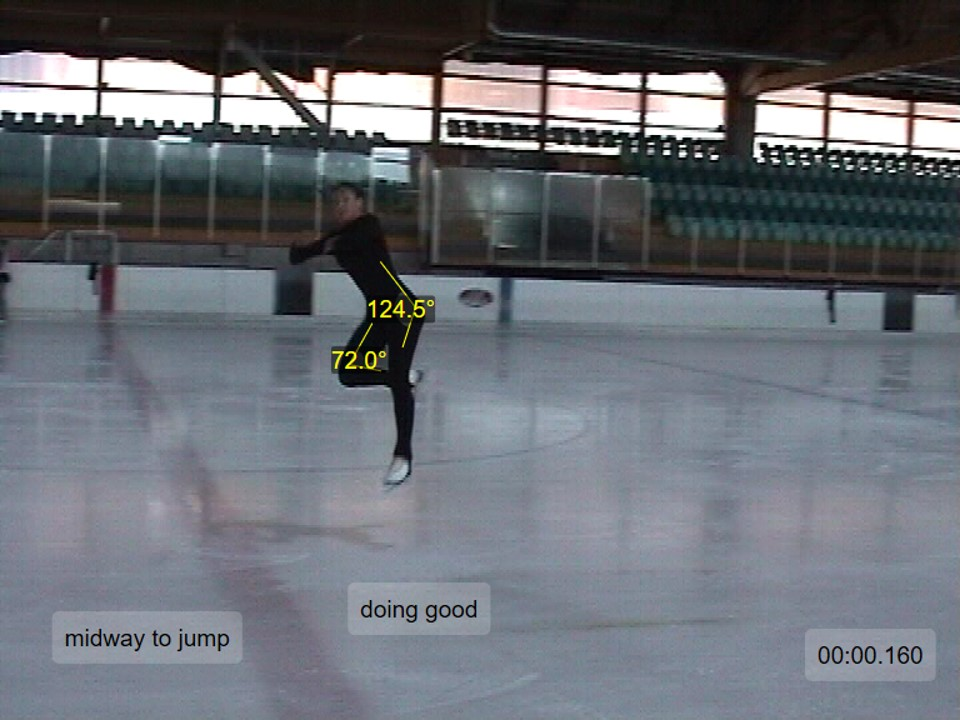 124.5°
72.0°
doing good
midway to jump
00:00.160